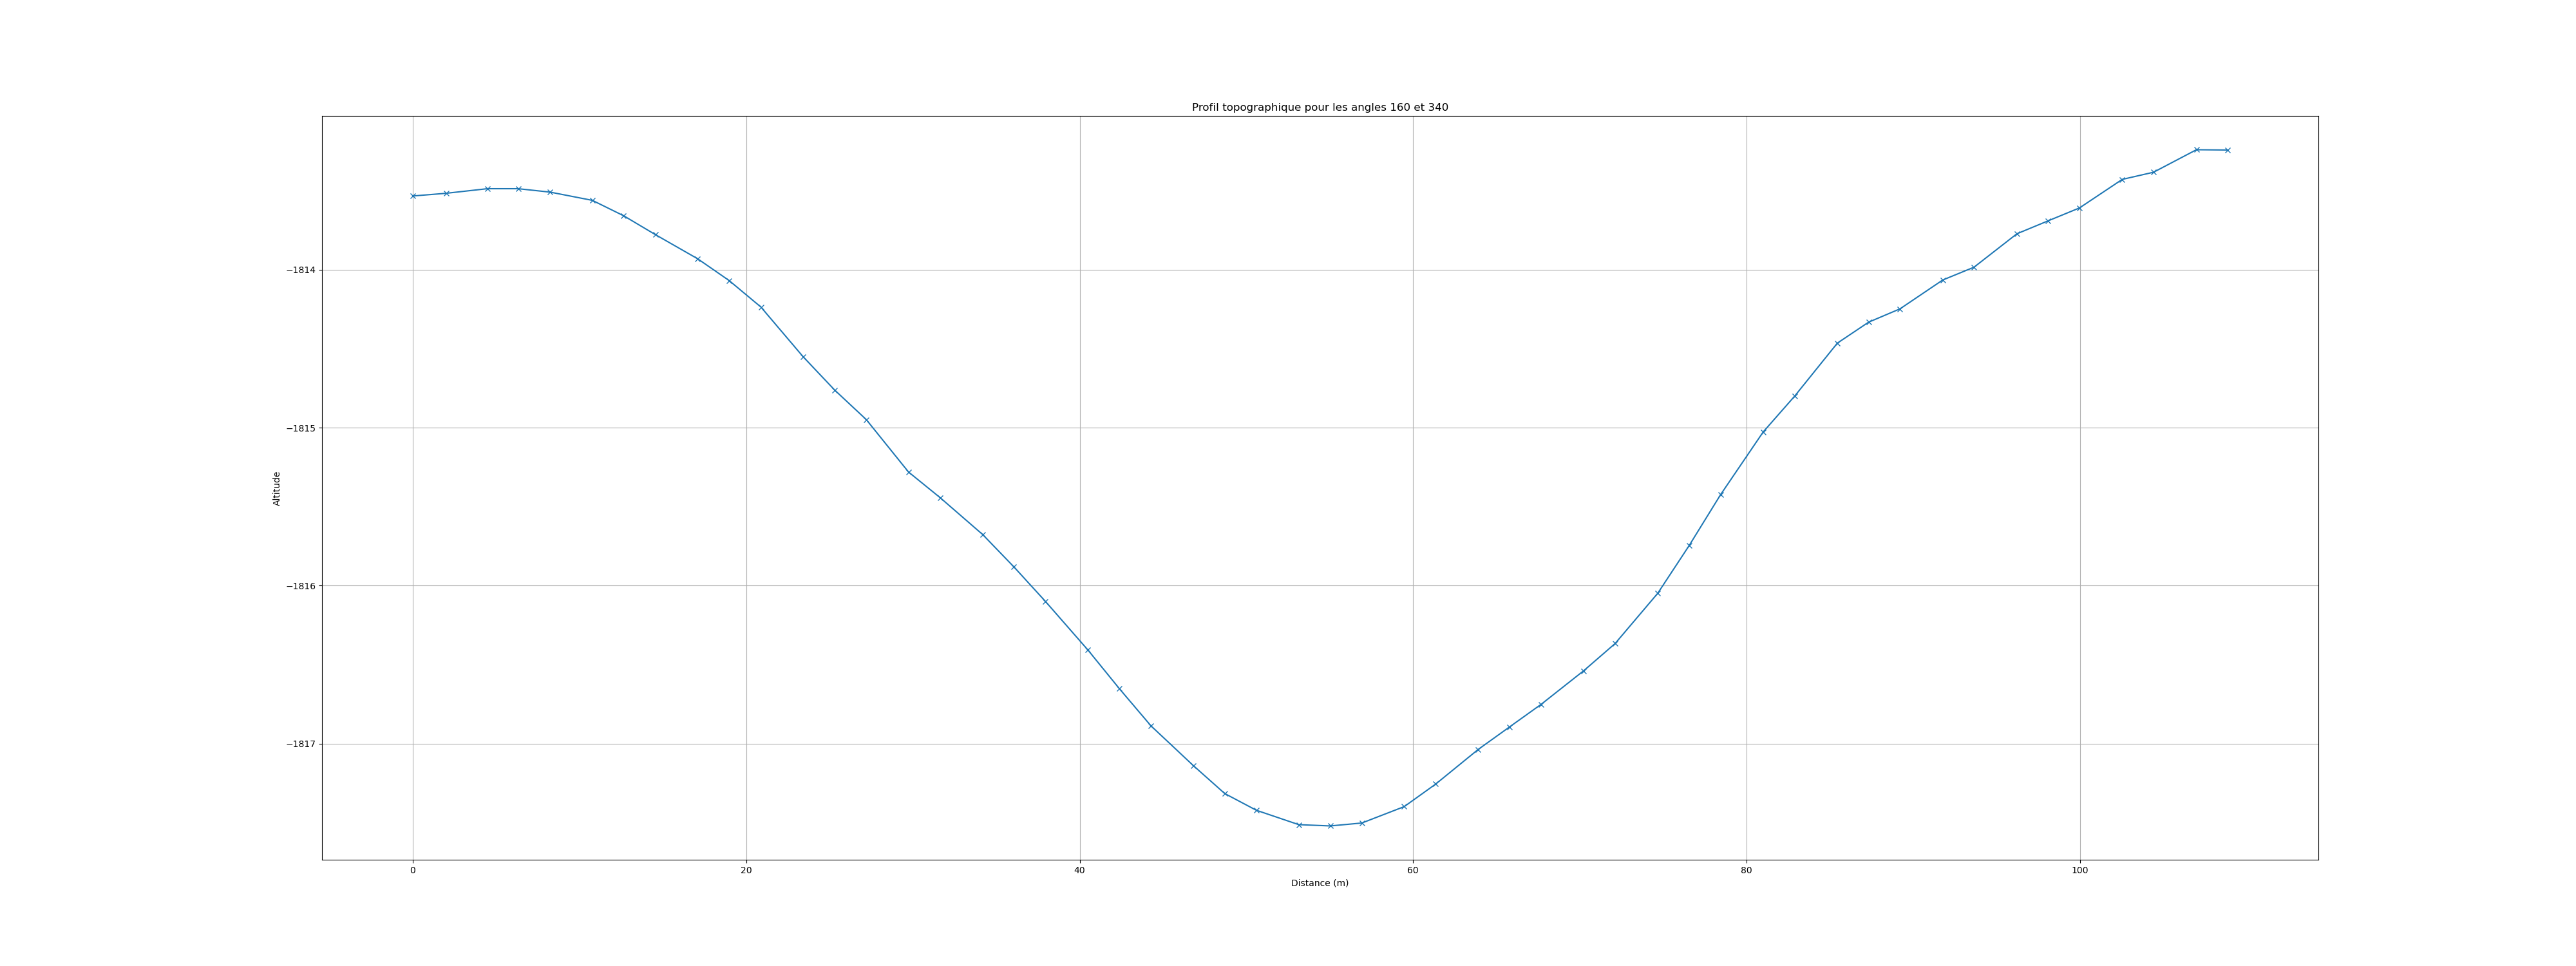 Profil topographique pour les angles 160 et 340
−1814
−1815
−1816
−1817
Altitude
0 20 40 60 80 100
Distance (m)